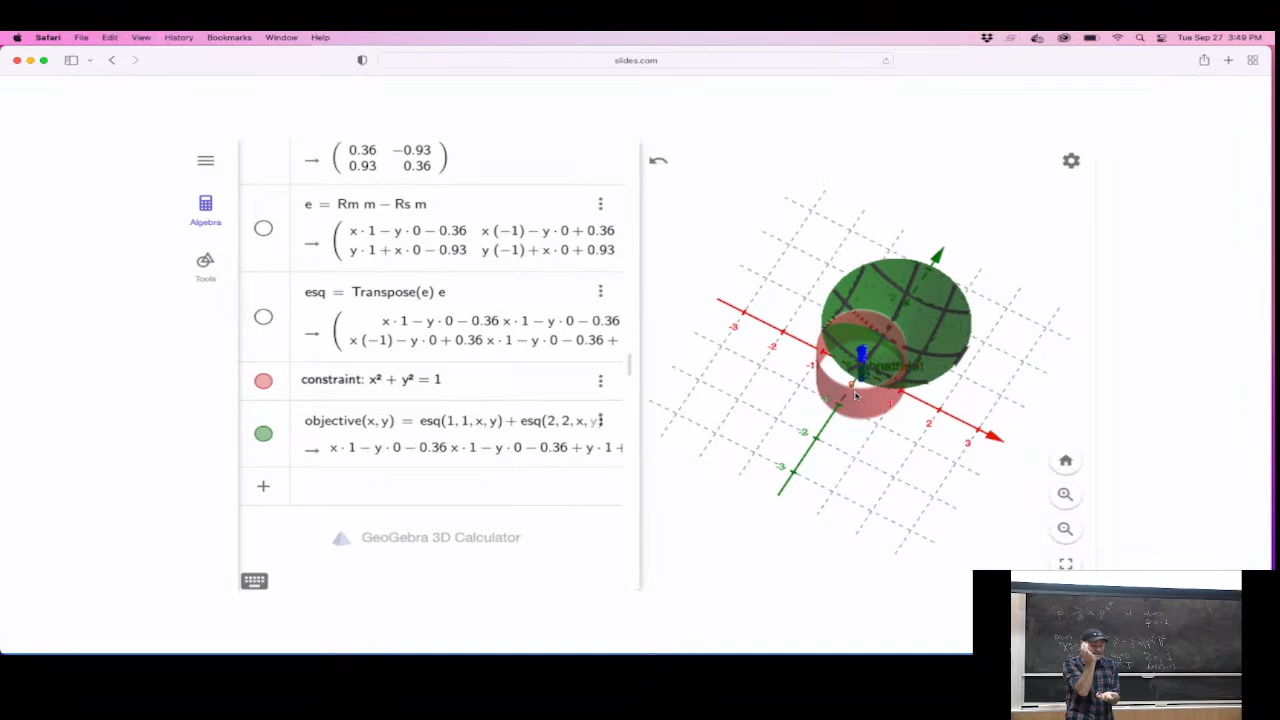 Safari File Edit View History Bookmarks Window Help Tue Sep 27 3:49 PM
slides.com
Algebra
Tools
→ ( 0.36 −0.93
0.93 0.36 )
e = Rm m − Rs m
→ ( x · 1 − y · 0 − 0.36 x (−1) − y · 0 + 0.36
y · 1 + x · 0 − 0.93 y (−1) + x · 0 + 0.93
esq = Transpose(e) e
→ ( x · 1 − y · 0 − 0.36 x · 1 − y · 0 − 0.36
x (−1) − y · 0 + 0.36 x · 1 − y · 0 − 0.36 +
constraint: x² + y² = 1
objective(x, y) = esq(1, 1, x, y) + esq(2, 2, x, y
→ x · 1 − y · 0 − 0.36 x · 1 − y · 0 − 0.36 + y · 1 +
+
GeoGebra 3D Calculator
-3
-2
-1
0
1
2
3
-2
-3